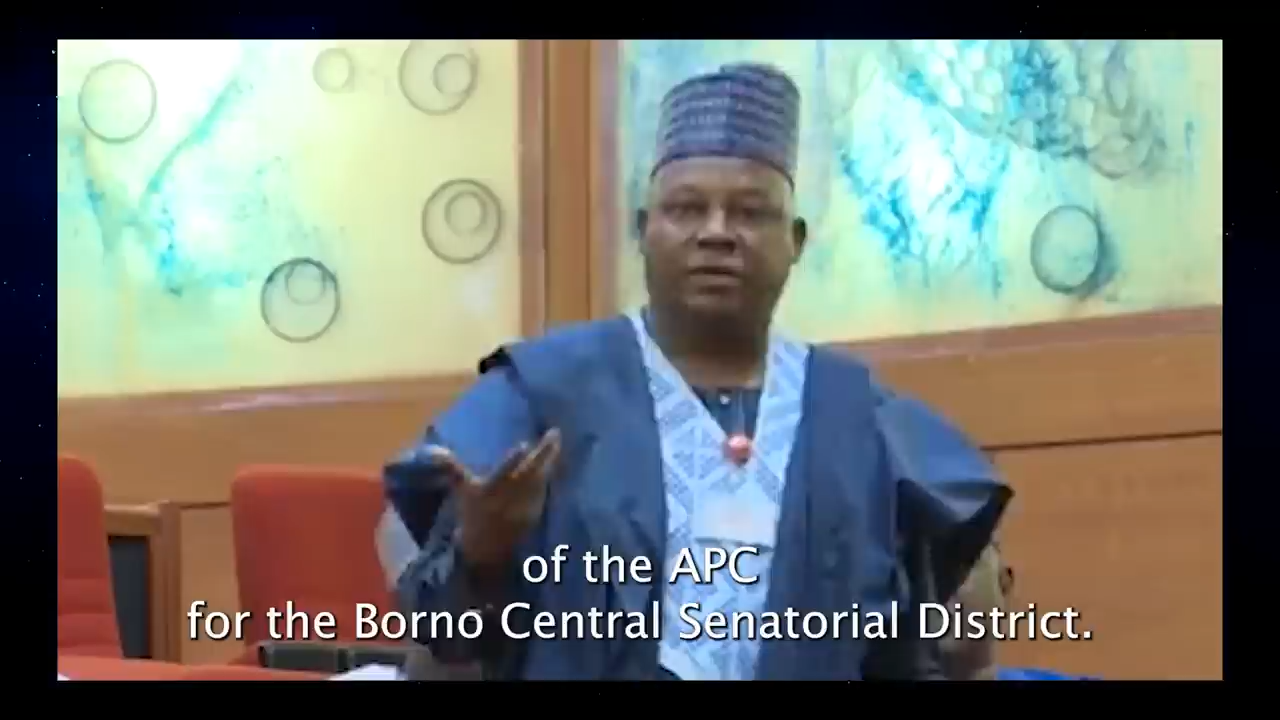 of the APC
for the Borno Central Senatorial District.